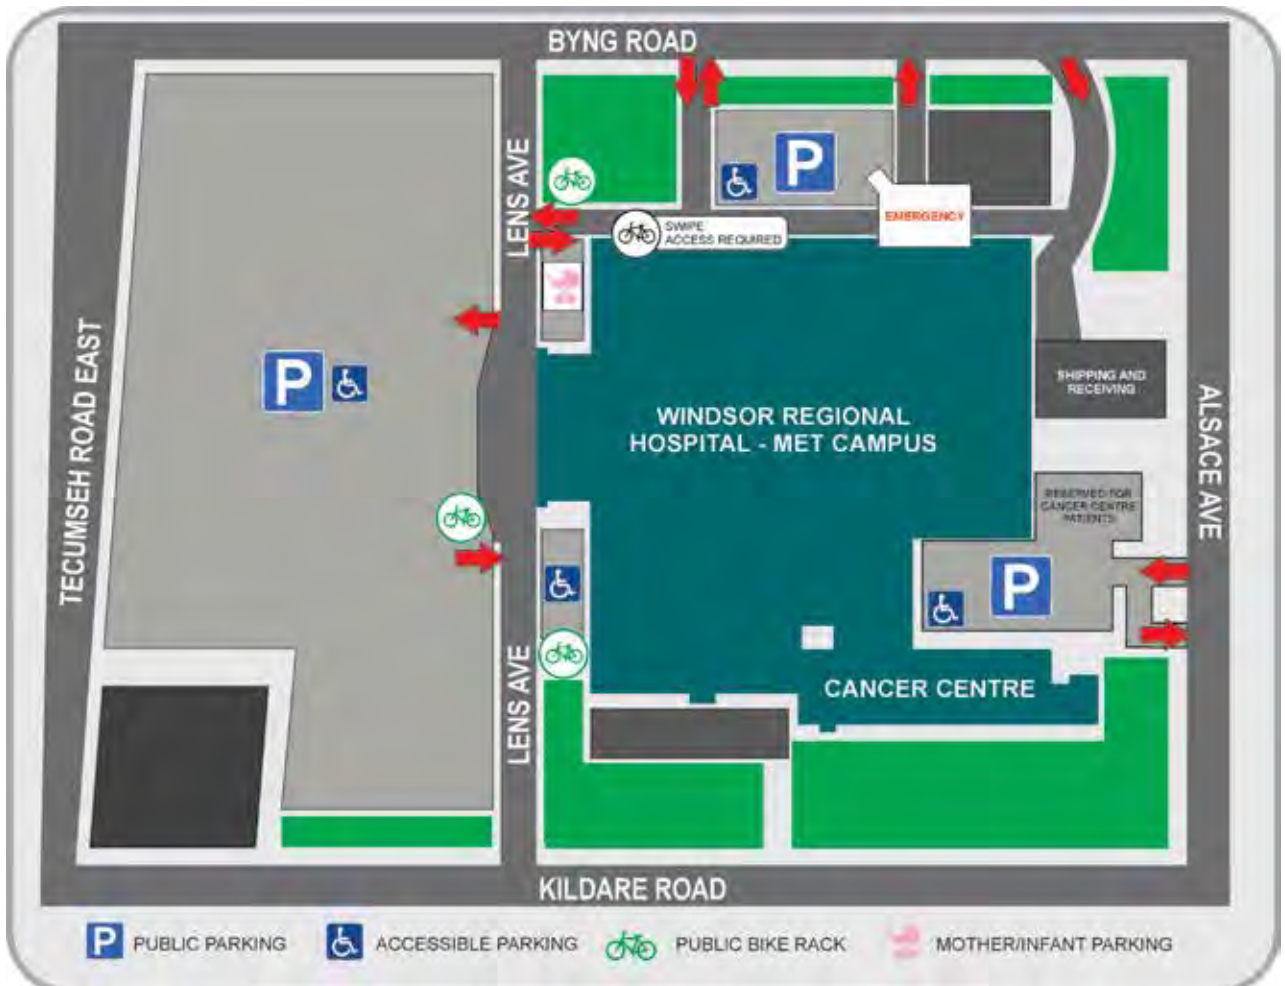 BYNG ROAD
LENS AVE
P
SWIPE
ACCESS REQUIRED
EMERGENCY
TECUMSEH ROAD EAST
P
SHIPPING AND
RECEIVING
WINDSOR REGIONAL
HOSPITAL - MET CAMPUS
ALSACE AVE
RESERVED FOR
CANCER CENTRE
PATIENTS
P
CANCER CENTRE
LENS AVE
KILDARE ROAD
P PUBLIC PARKING
ACCESSIBLE PARKING
PUBLIC BIKE RACK
MOTHER/INFANT PARKING